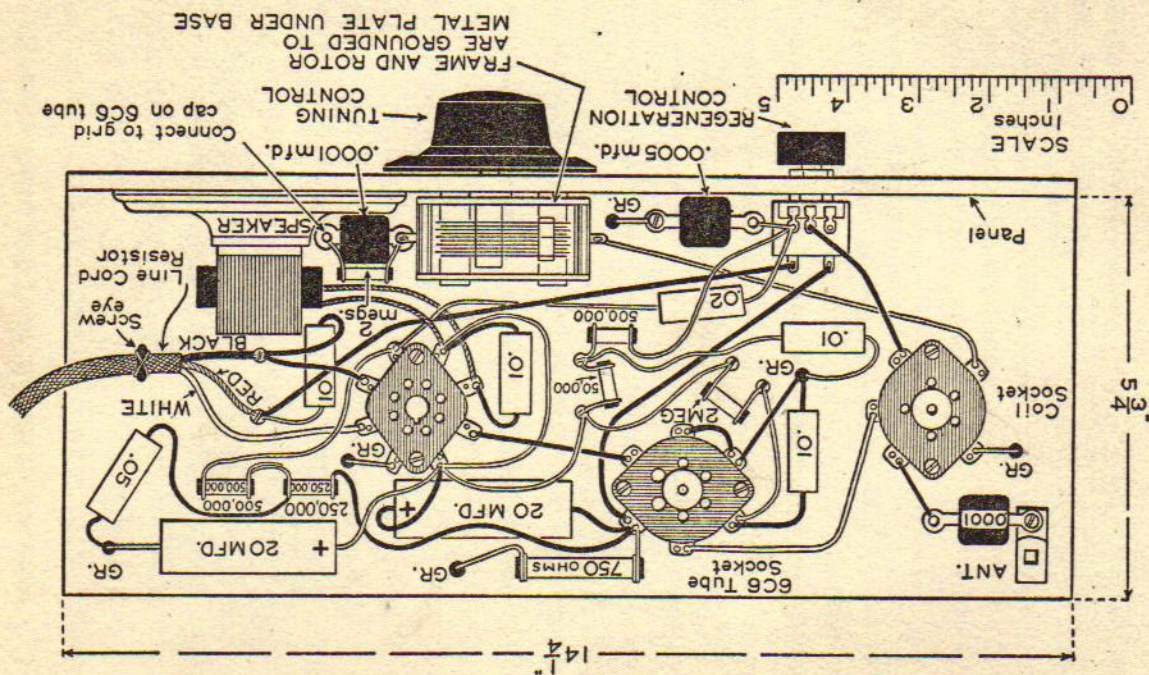 14 1/4"
ANT.
.0001
6C6 Tube
Socket
750 OHMS
GR.
20 MFD.
+
20 MFD.
+
GR.
GR.
250,000
250,000
500,000
500,000
.05
GR.
5 3/4"
Coil
Socket
.01
2 MEG
GR.
.01
50,000
500,000
.02
.01
.01
WHITE
RED
BLACK
Screw
eye
Line Cord
Resistor
2
megs.
SPEAKER
Panel
GR.
SCALE
Inches
0 1 2 3 4 5
REGENERATION
CONTROL
.0005 mfd.
TUNING
CONTROL
.0001 mfd.
Connect to grid
cap on 6C6 tube
FRAME AND ROTOR
ARE GROUNDED TO
METAL PLATE UNDER BASE